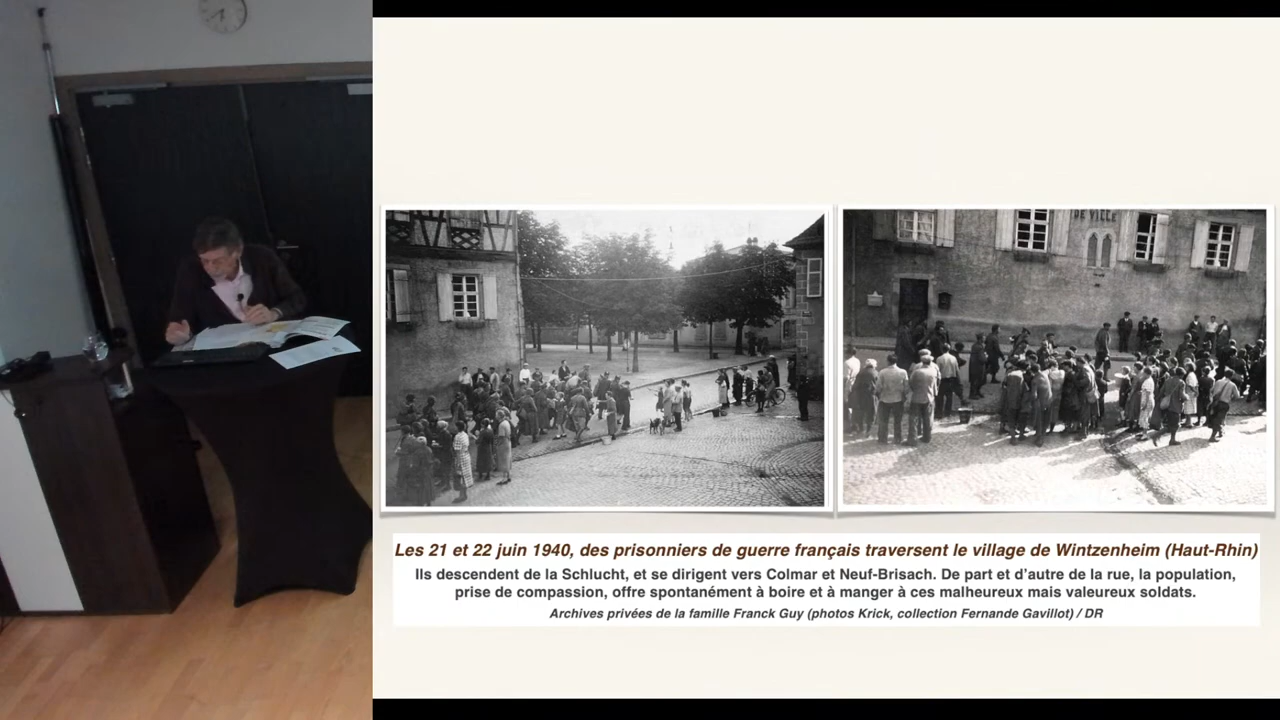 DE VILLE
Les 21 et 22 juin 1940, des prisonniers de guerre français traversent le village de Wintzenheim (Haut-Rhin)
Ils descendent de la Schlucht, et se dirigent vers Colmar et Neuf-Brisach. De part et d'autre de la rue, la population,
prise de compassion, offre spontanément à boire et à manger à ces malheureux mais valeureux soldats.
Archives privées de la famille Franck Guy (photos Krick, collection Fernande Gavillot) / DR